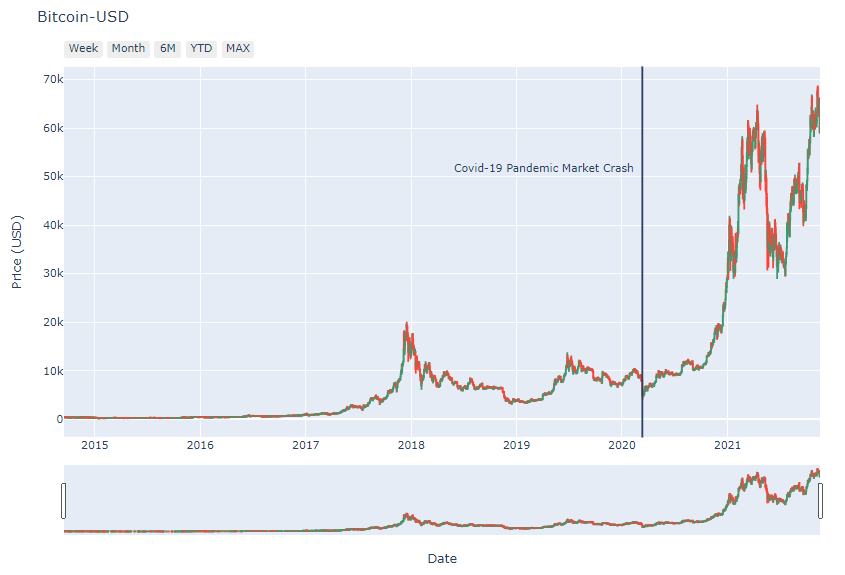 Bitcoin-USD
Week Month 6M YTD MAX
70k
60k
Covid-19 Pandemic Market Crash
50k
40k
Price (USD)
30k
20k
10k
0
2015 2016 2017 2018 2019 2020 2021
Date